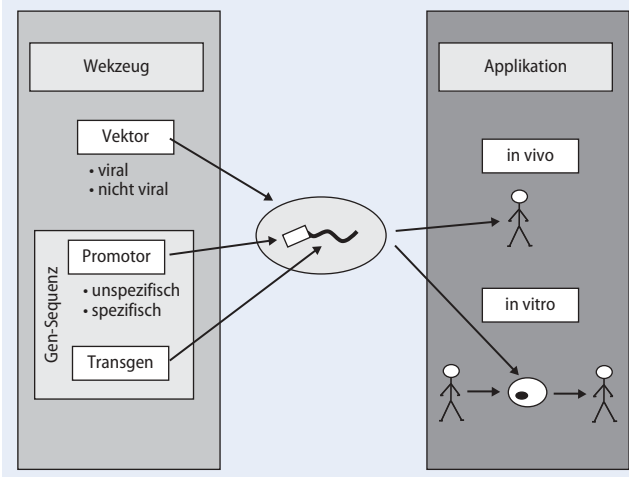 Wekzeug
Vektor
• viral
• nicht viral
Gen-Sequenz
Promotor
• unspezifisch
• spezifisch
Transgen
Applikation
in vivo
in vitro